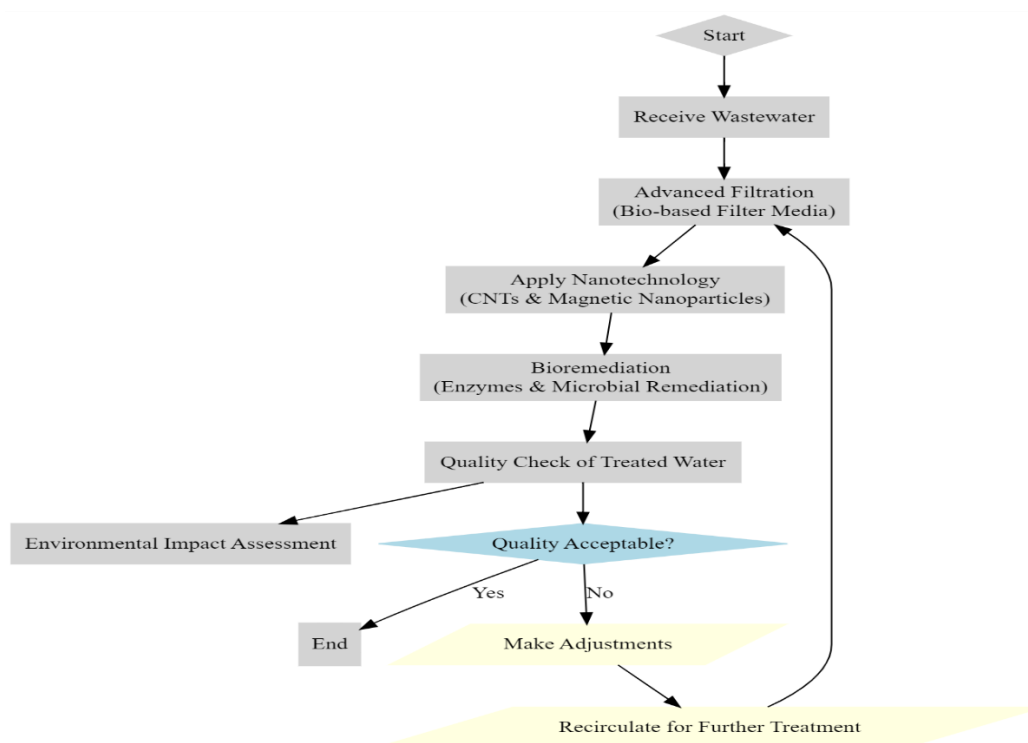 Start
Receive Wastewater
Advanced Filtration
(Bio-based Filter Media)
Apply Nanotechnology
(CNTs & Magnetic Nanoparticles)
Bioremediation
(Enzymes & Microbial Remediation)
Quality Check of Treated Water
Environmental Impact Assessment
Quality Acceptable?
Yes
No
End
Make Adjustments
Recirculate for Further Treatment